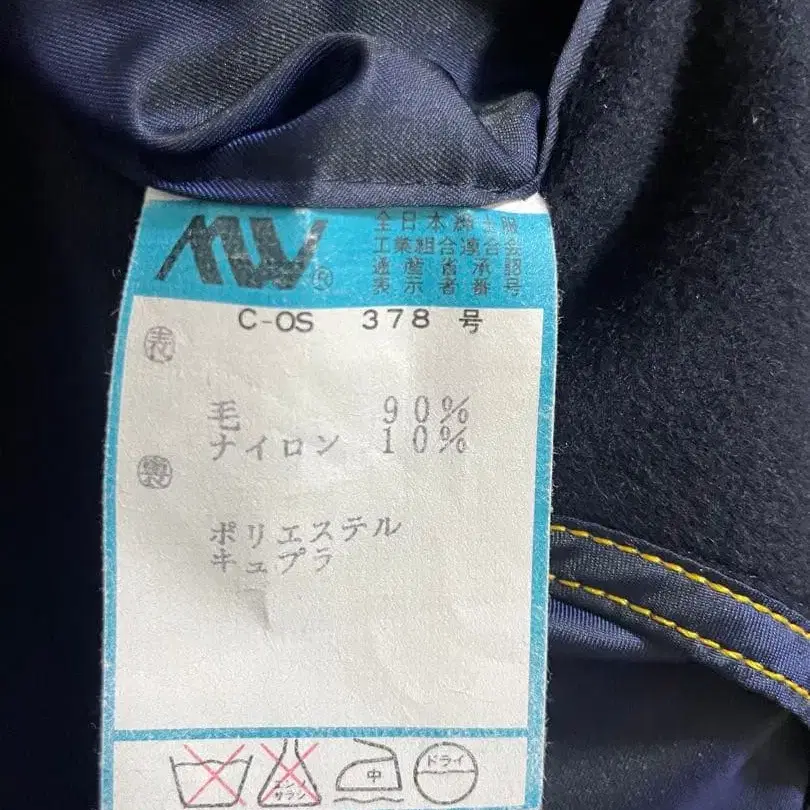 MW®
全日本紳士服
工業組合連合会
通産省承認
表示者番号
C-OS 378 号
表
毛 90%
ナイロン 10%
裏
ポリエステル
キュプラ
中
ドライ